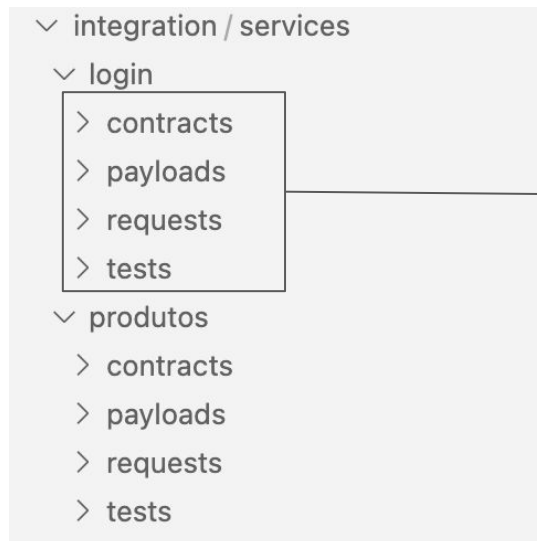 integration / services
login
contracts
payloads
requests
tests
produtos
contracts
payloads
requests
tests